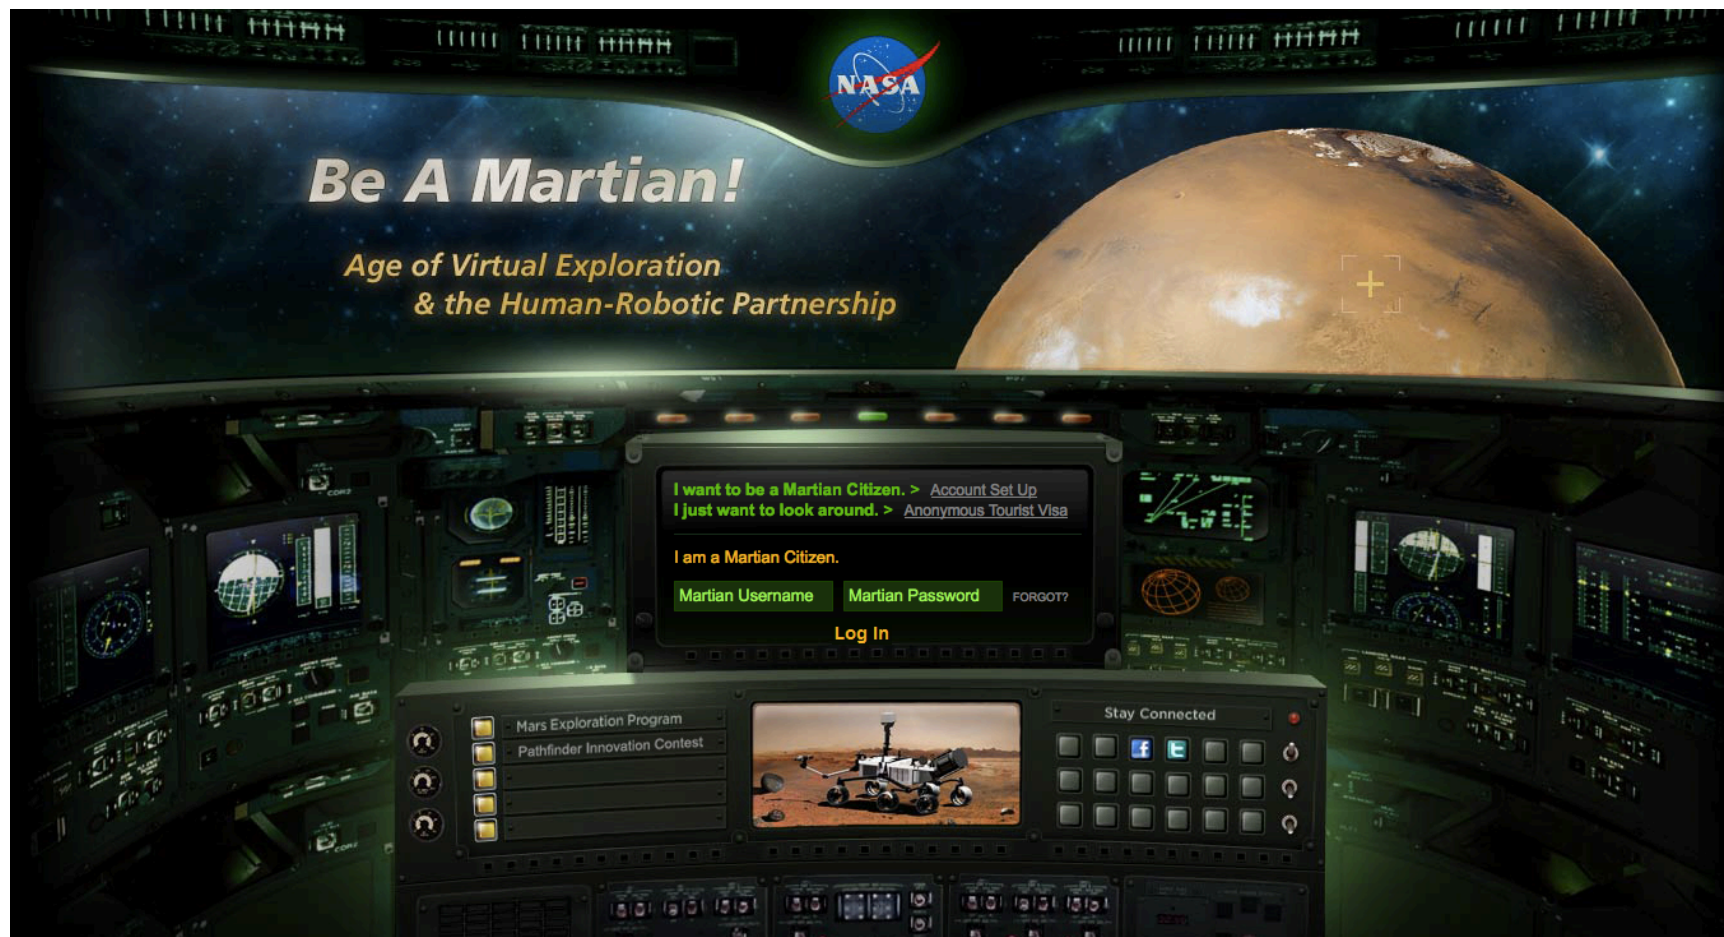 NASA
Be A Martian!
Age of Virtual Exploration
& the Human-Robotic Partnership
I want to be a Martian Citizen. > Account Set Up
I just want to look around. > Anonymous Tourist Visa
I am a Martian Citizen.
Martian Username Martian Password FORGOT?
Log In
Mars Exploration Program
Pathfinder Innovation Contest
Stay Connected
f t